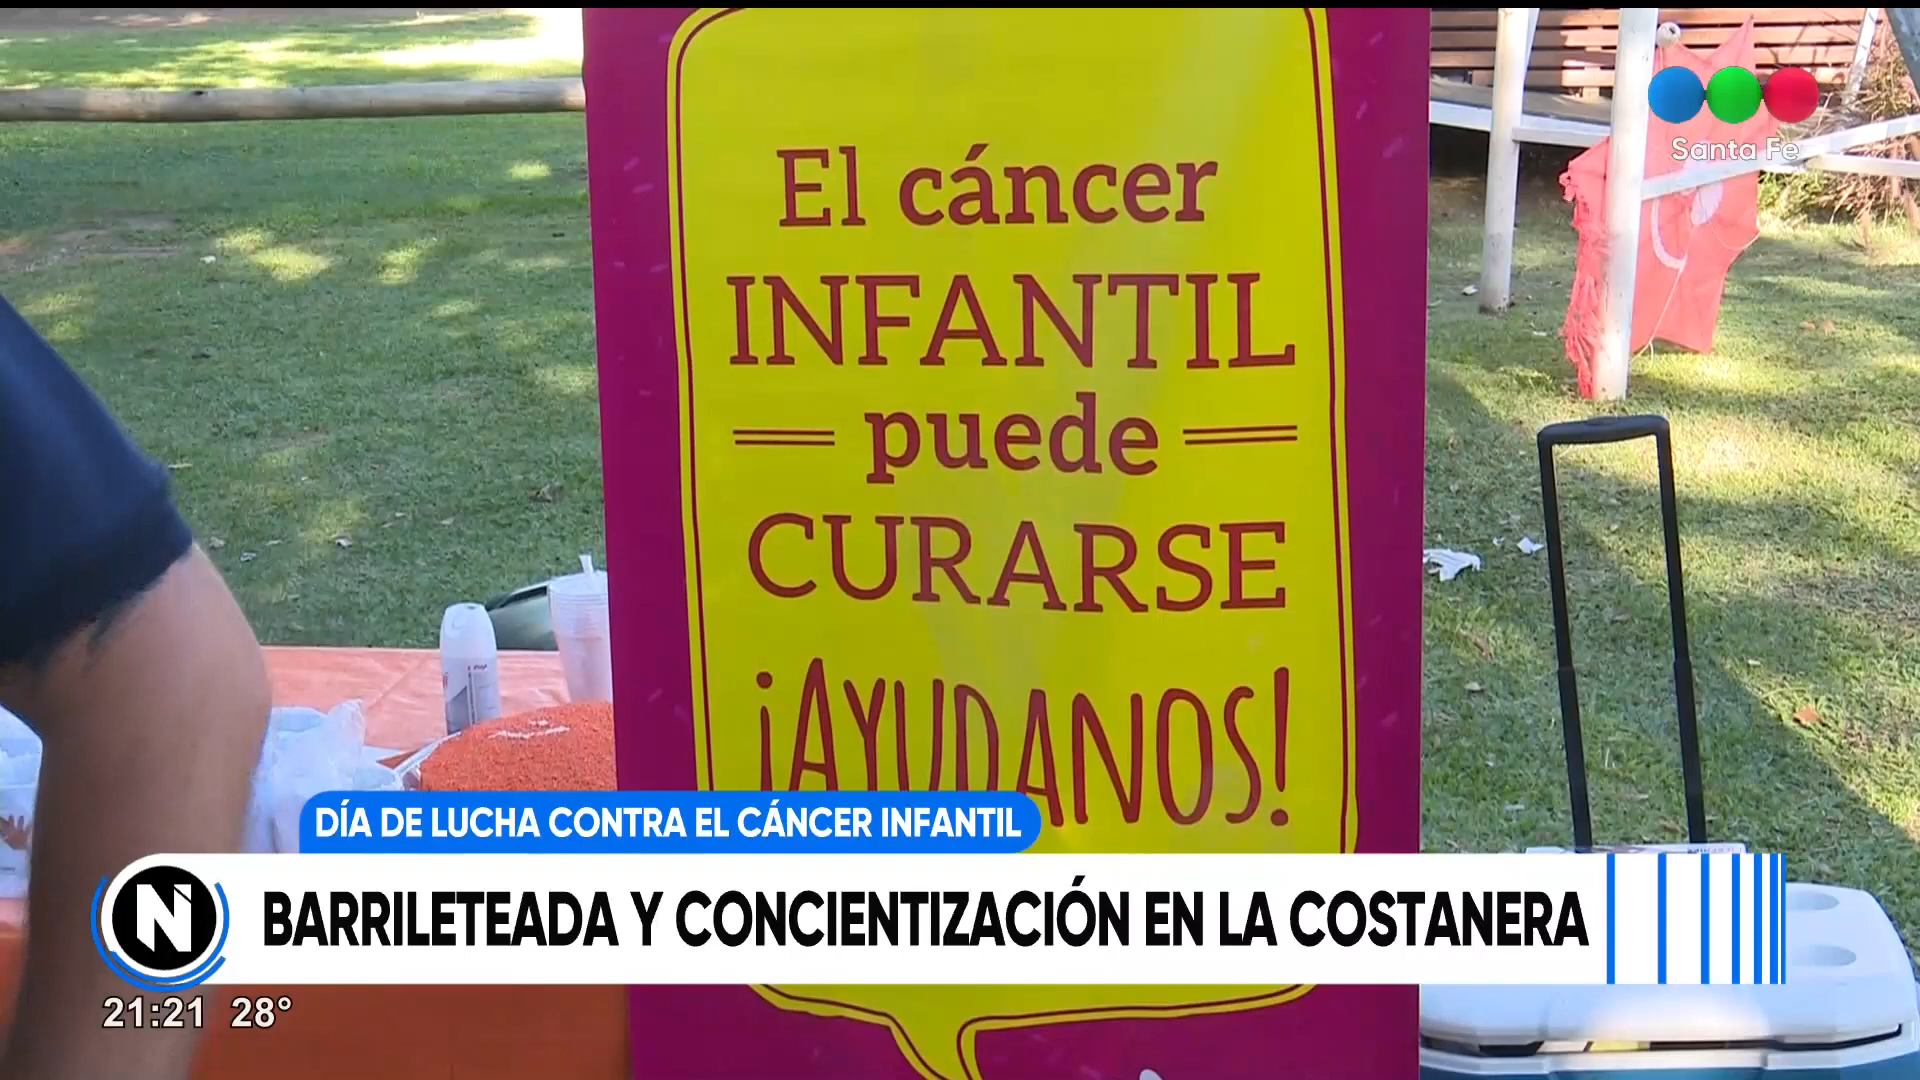 Santa Fe
El cáncer
INFANTIL
puede
CURARSE
¡AYUDANOS!
DÍA DE LUCHA CONTRA EL CÁNCER INFANTIL
N
BARRILETEADA Y CONCIENTIZACIÓN EN LA COSTANERA
21:21 28°